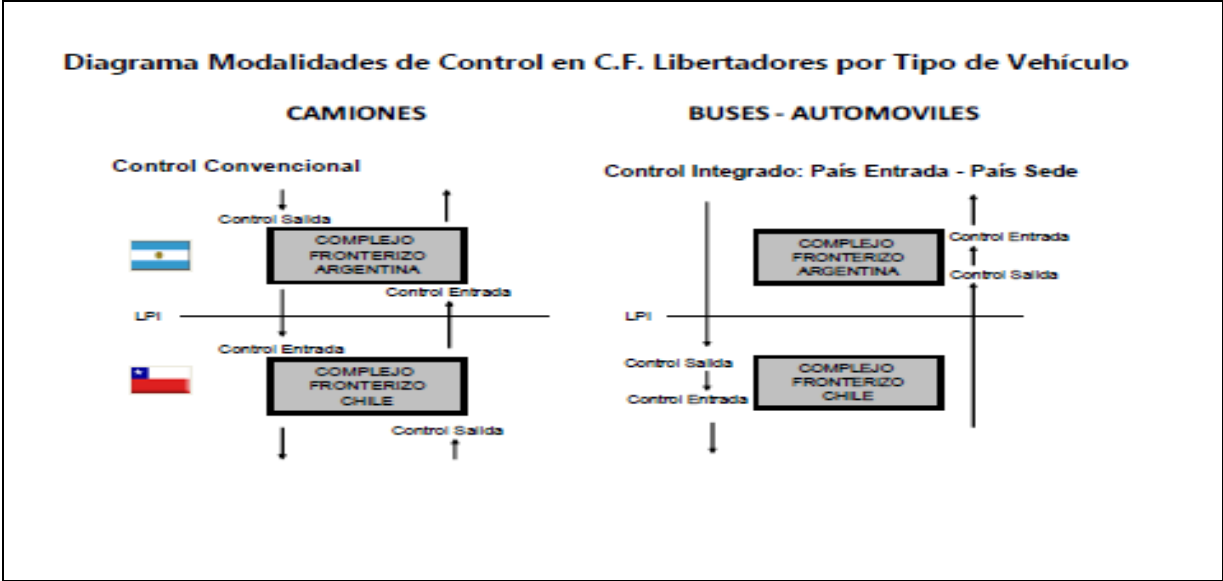 Diagrama Modalidades de Control en C.F. Libertadores por Tipo de Vehículo
CAMIONES
Control Convencional
Control Salida
COMPLEJO
FRONTERIZO
ARGENTINA
Control Entrada
LPI
Control Entrada
COMPLEJO
FRONTERIZO
CHILE
Control Salida
BUSES - AUTOMOVILES
Control Integrado: País Entrada - País Sede
COMPLEJO
FRONTERIZO
ARGENTINA
Control Entrada
Control Salida
LPI
Control Salida
Control Entrada
COMPLEJO
FRONTERIZO
CHILE